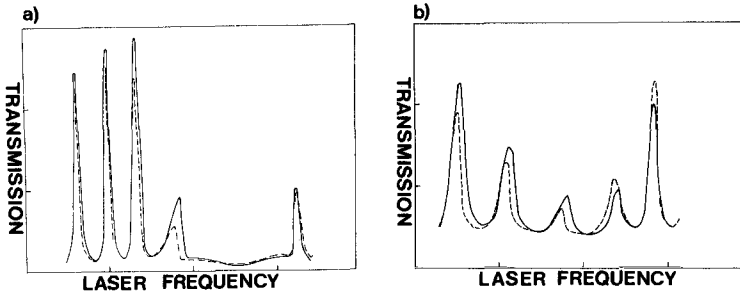 a)
TRANSMISSION
LASER FREQUENCY
b)
TRANSMISSION
LASER FREQUENCY